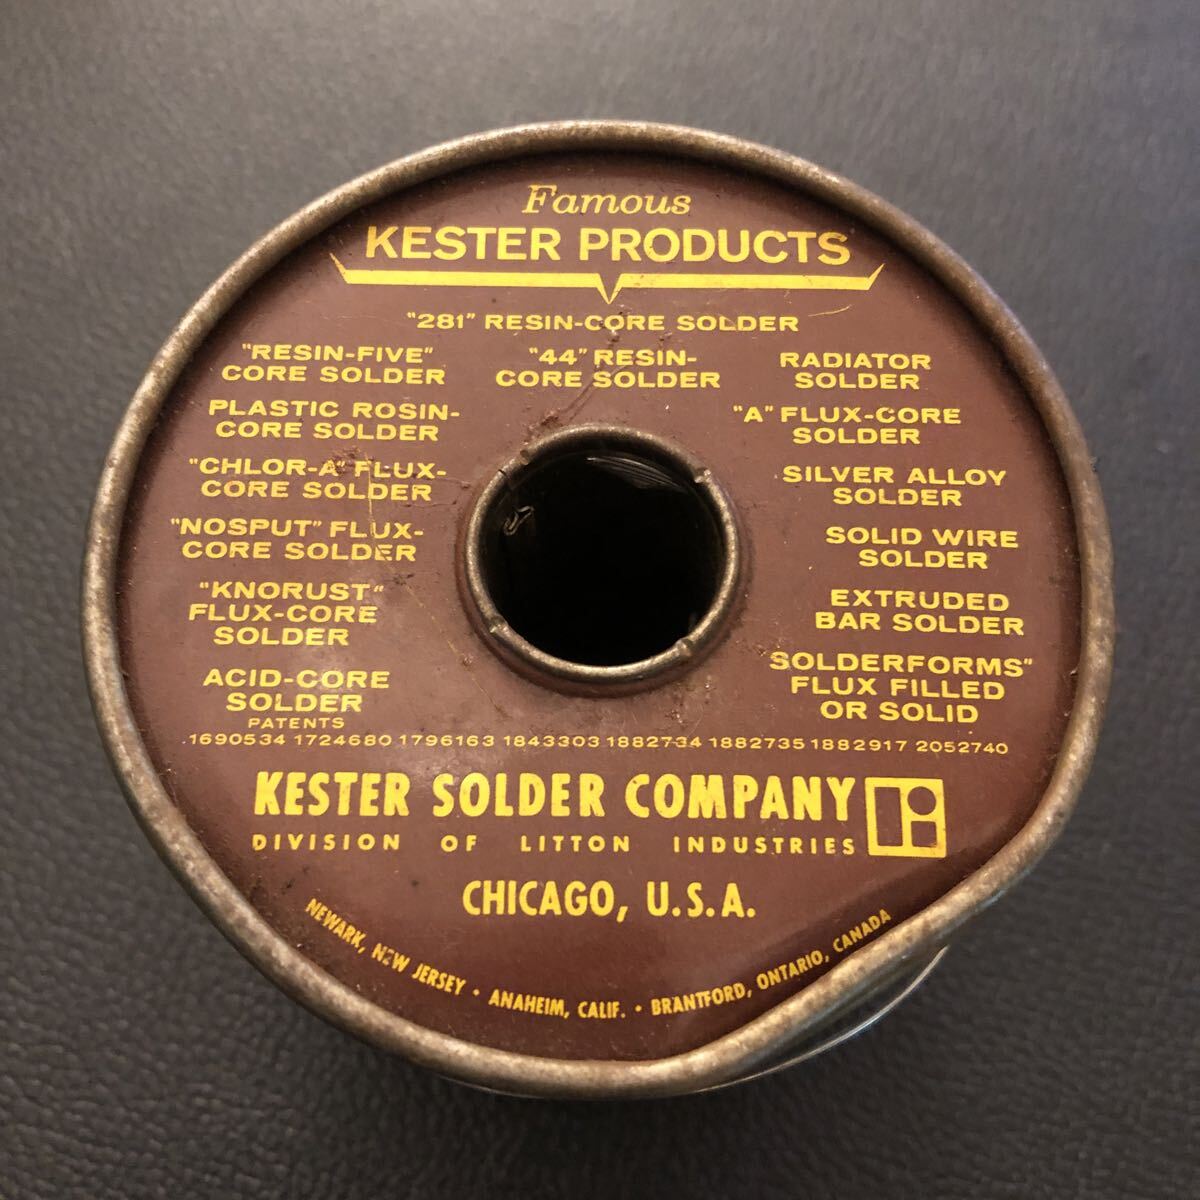 Famous
KESTER PRODUCTS
"281" RESIN-CORE SOLDER
"RESIN-FIVE"
CORE SOLDER
PLASTIC ROSIN-
CORE SOLDER
"CHLOR-A" FLUX-
CORE SOLDER
"NOSPUT" FLUX-
CORE SOLDER
"KNORUST"
FLUX-CORE
SOLDER
ACID-CORE
SOLDER
"44" RESIN-
CORE SOLDER
RADIATOR
SOLDER
"A" FLUX-CORE
SOLDER
SILVER ALLOY
SOLDER
SOLID WIRE
SOLDER
EXTRUDED
BAR SOLDER
SOLDERFORMS"
FLUX FILLED
OR SOLID
PATENTS
1690534 1724680 1796163 1843303 1882734 1882735 1882917 2052740
KESTER SOLDER COMPANY
DIVISION OF LITTON INDUSTRIES
CHICAGO, U.S.A.
NEWARK, NEW JERSEY • ANAHEIM, CALIF. • BRANTFORD, ONTARIO, CANADA